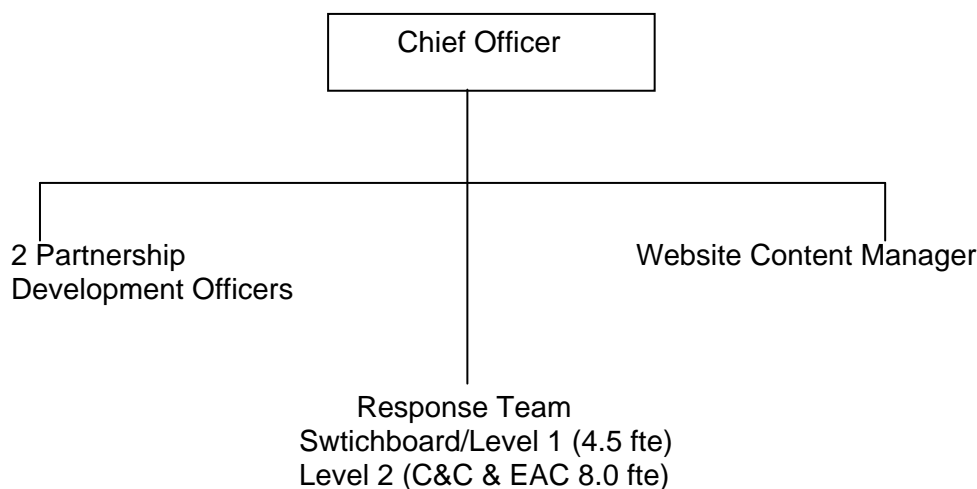 Chief Officer
2 Partnership
Development Officers
Website Content Manager
Response Team
Swtichboard/Level 1 (4.5 fte)
Level 2 (C&C & EAC 8.0 fte)